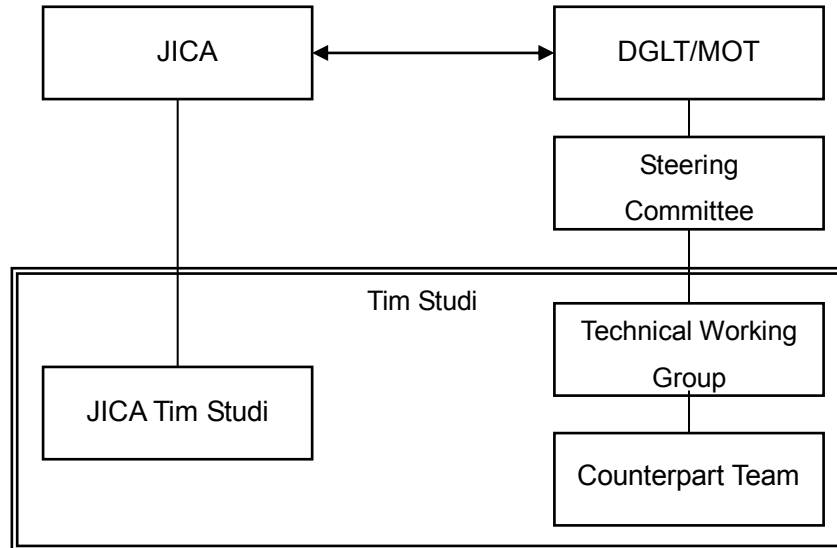 JICA
DGLT/MOT
Steering
Committee
Tim Studi
Technical Working
Group
JICA Tim Studi
Counterpart Team